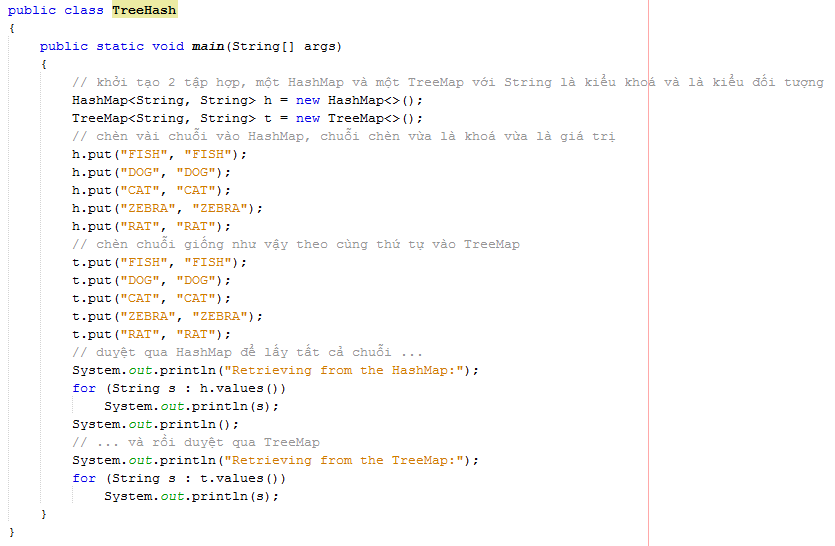 public class TreeHash
{
public static void main(String[] args)
{
// khởi tạo 2 tập hợp, một HashMap và một TreeMap với String là kiểu khoá và là kiểu đối tượng
HashMap<String, String> h = new HashMap<>();
TreeMap<String, String> t = new TreeMap<>();
// chèn vài chuỗi vào HashMap, chuỗi chèn vừa là khoá vừa là giá trị
h.put("FISH", "FISH");
h.put("DOG", "DOG");
h.put("CAT", "CAT");
h.put("ZEBRA", "ZEBRA");
h.put("RAT", "RAT");
// chèn chuỗi giống như vậy theo cùng thứ tự vào TreeMap
t.put("FISH", "FISH");
t.put("DOG", "DOG");
t.put("CAT", "CAT");
t.put("ZEBRA", "ZEBRA");
t.put("RAT", "RAT");
// duyệt qua HashMap để lấy tất cả chuỗi ...
System.out.println("Retrieving from the HashMap:");
for (String s : h.values())
System.out.println(s);
System.out.println();
// ... và rồi duyệt qua TreeMap
System.out.println("Retrieving from the TreeMap:");
for (String s : t.values())
System.out.println(s);
}
}